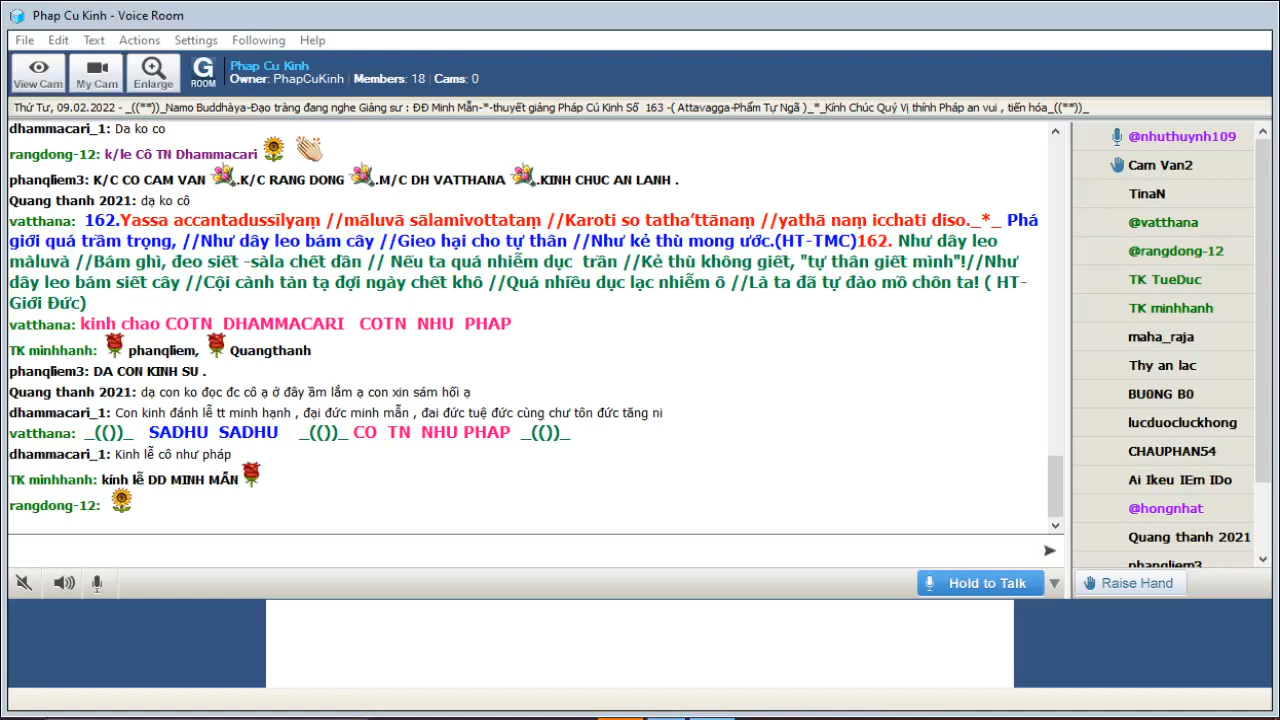 Phap Cu Kinh - Voice Room
File Edit Text Actions Settings Following Help
View Cam My Cam Enlarge G ROOM
Phap Cu Kinh
Owner: PhapCuKinh Members: 18 Cams: 0
Thứ Tư, 09.02.2022 - _((**))_Namo Buddhàya-Đạo tràng đang nghe Giảng sư : ĐĐ Minh Mẫn-*-thuyết giảng Pháp Cú Kinh Số 163 -( Attavagga-Phẩm Tự Ngã )_*_Kính Chúc Quý Vị thính Pháp an vui , tiến hóa_((**))_
dhammacari_1: Da ko co
rangdong-12: k/le Cô TN Dhammacari
phanqliem3: K/C CO CAM VAN .K/C RANG DONG .M/C DH VATTHANA .KINH CHUC AN LANH .
Quang thanh 2021: dạ ko cô
vatthana: 162.Yassa accantadussīlyaṃ //māluvā sālamivottataṃ //Karoti so tatha’ttānaṃ //yathā naṃ icchati diso._*_ Phá
giới quá trầm trọng, //Như dây leo bám cây //Gieo hại cho tự thân //Như kẻ thù mong ước.(HT-TMC)162. Như dây leo
màluvà //Bám ghì, đeo siết -sàla chết dần // Nếu ta quá nhiễm dục trần //Kẻ thù không giết, "tự thân giết mình"!//Như
dây leo bám siết cây //Cội cành tàn tạ đợi ngày chết khô //Quá nhiều dục lạc nhiễm ô //Là ta đã tự đào mồ chôn ta! ( HT-
Giới Đức)
vatthana: kinh chao COTN DHAMMACARI COTN NHU PHAP
TK minhhanh: phanqliem, Quangthanh
phanqliem3: DA CON KINH SU .
Quang thanh 2021: dạ con ko đọc đc cô ạ ở đây ầm lắm ạ con xin sám hối ạ
dhammacari_1: Con kinh đánh lễ tt minh hạnh , đại đức minh mẫn , đai đức tuệ đức cùng chư tôn đức tăng ni
vatthana: _(())_ SADHU SADHU _(())_ CO TN NHU PHAP _(())_
dhammacari_1: Kinh lễ cô như pháp
TK minhhanh: kính lễ DD MINH MẪN
rangdong-12:
@nhuthuynh109
Cam Van2
TinaN
@vatthana
@rangdong-12
TK TueDuc
TK minhhanh
maha_raja
Thy an lac
BU0NG B0
lucduocluckhong
CHAUPHAN54
Ai Ikeu IEm IDo
@hongnhat
Quang thanh 2021
phanqliem3
Hold to Talk
Raise Hand